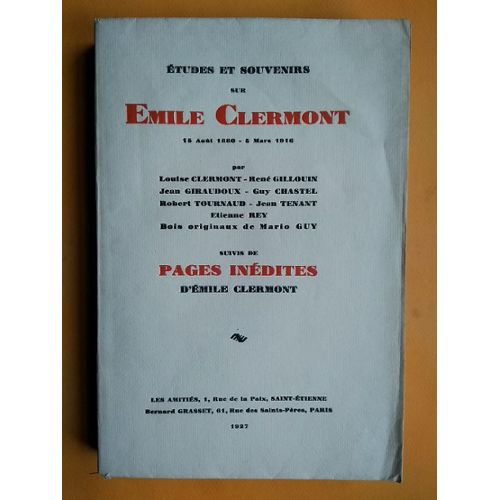 ÉTUDES ET SOUVENIRS
SUR
EMILE CLERMONT
15 Août 1880 - 5 Mars 1916
par
Louise CLERMONT - René GILLOUIN
Jean GIRAUDOUX - Guy CHASTEL
Robert TOURNAUD - Jean TENANT
Etienne REY
Bois originaux de Mario GUY
SUIVIS DE
PAGES INÉDITES
D'ÉMILE CLERMONT
LES AMITIÉS, 1, Rue de la Paix, SAINT-ÉTIENNE
Bernard GRASSET, 61, Rue des Saints-Pères, PARIS
1927